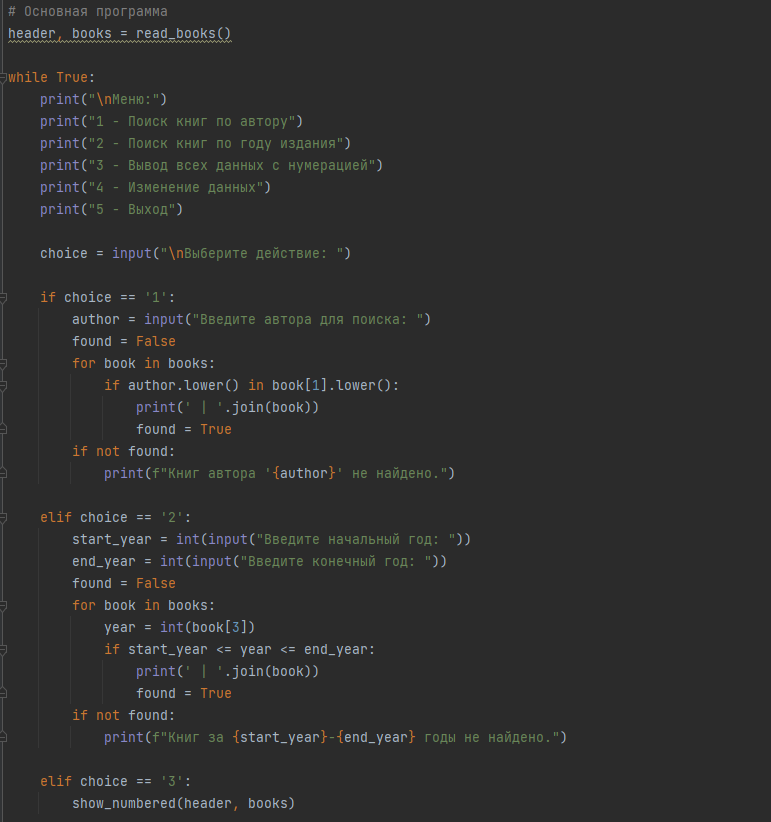 # Основная программа
header, books = read_books()
while True:
    print("\nМеню:")
    print("1 - Поиск книг по автору")
    print("2 - Поиск книг по году издания")
    print("3 - Вывод всех данных с нумерацией")
    print("4 - Изменение данных")
    print("5 - Выход")
    choice = input("\nВыберите действие: ")
    if choice == '1':
        author = input("Введите автора для поиска: ")
        found = False
        for book in books:
            if author.lower() in book[1].lower():
                print(' | '.join(book))
                found = True
        if not found:
            print(f"Книг автора '{author}' не найдено.")
    elif choice == '2':
        start_year = int(input("Введите начальный год: "))
        end_year = int(input("Введите конечный год: "))
        found = False
        for book in books:
            year = int(book[3])
            if start_year <= year <= end_year:
                print(' | '.join(book))
                found = True
        if not found:
            print(f"Книг за {start_year}-{end_year} годы не найдено.")
    elif choice == '3':
        show_numbered(header, books)